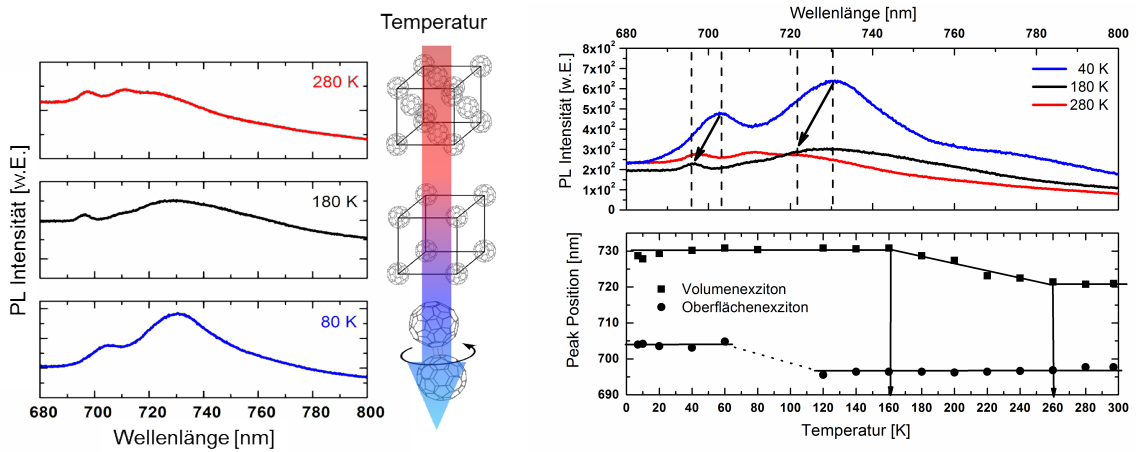 Temperatur
280 K
180 K
80 K
PL Intensität [w.E.]
680 700 720 740 760 780 800
Wellenlänge [nm]
Wellenlänge [nm]
680 700 720 740 760 780 800
8x10²
7x10²
6x10²
5x10²
4x10²
3x10²
2x10²
1x10²
0
PL Intensität [w.E.]
40 K
180 K
280 K
730
720
710
700
690
Peak Position [nm]
Volumenexziton
Oberflächenexziton
0 20 40 60 80 100 120 140 160 180 200 220 240 260 280 300
Temperatur [K]